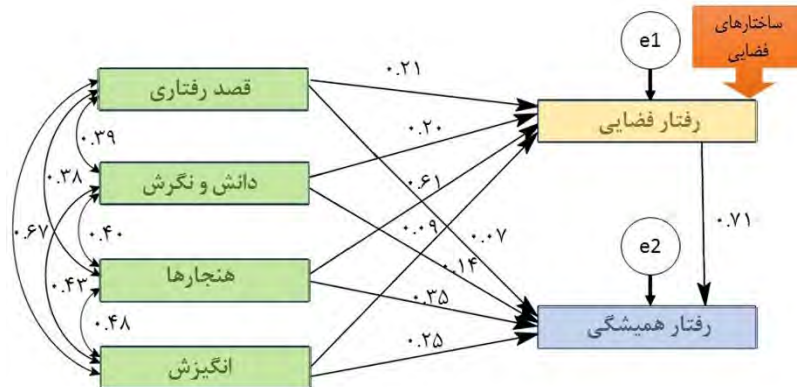 ساختارهای
فضایی
e1
۰.۲۱
قصد رفتاری
رفتار فضایی
۰.۳۹
۰.۲۰
دانش و نگرش
۰.۳۸
۰.۶۱
۰.۶۷
۰.۴۰
۰.۰۹
۰.۰۷
۰.۷۱
e2
۰.۱۴
هنجارها
۰.۴۳
۰.۳۵
۰.۴۸
رفتار همیشگی
۰.۲۵
انگیزش